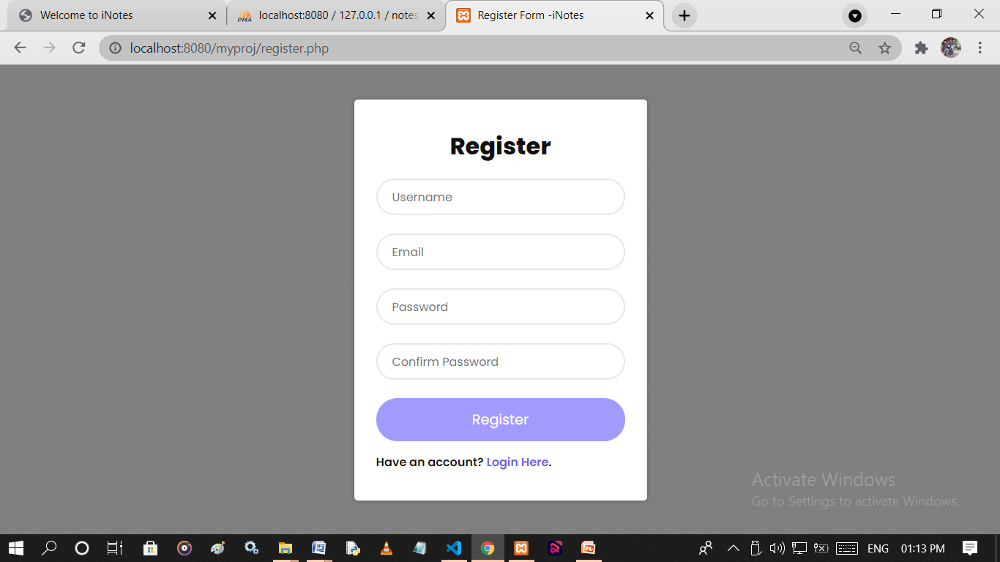 Welcome to iNotes
PMA
localhost:8080 / 127.0.0.1 / notes
Register Form -iNotes
localhost:8080/myproj/register.php
Register
Username
Email
Password
Confirm Password
Register
Have an account? Login Here.
Activate Windows
Go to Settings to activate Windows.
ENG
01:13 PM